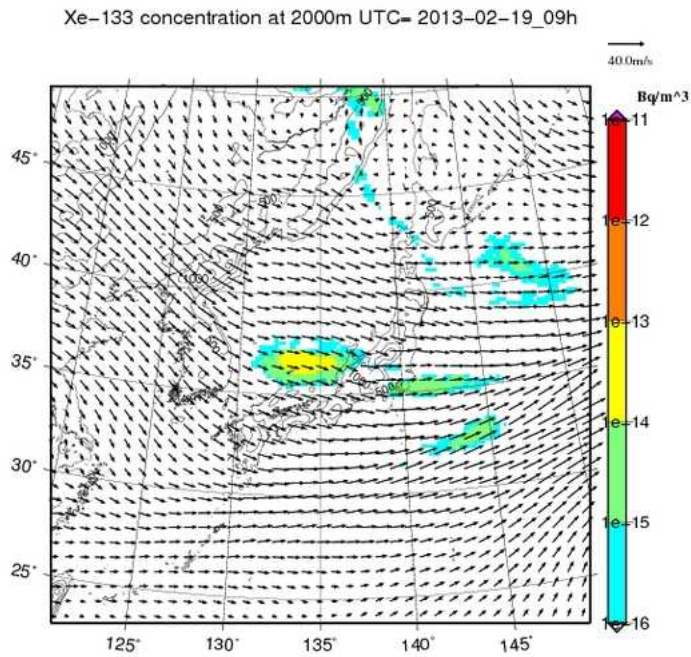 Xe-133 concentration at 2000m UTC= 2013-02-19_09h
40.0m/s
Bq/m^3
1e-11
45°
1e-12
40°
1e-13
35°
1e-14
30°
1e-15
25°
1e-16
125° 130° 135° 140° 145°